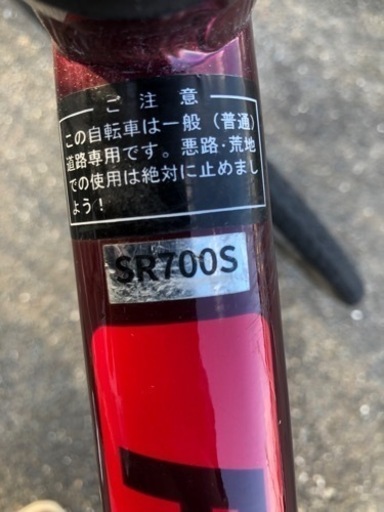 ご注意
この自転車は一般（普通）
道路専用です。悪路・荒地
での使用は絶対に止めまし
ょう！
SR700S